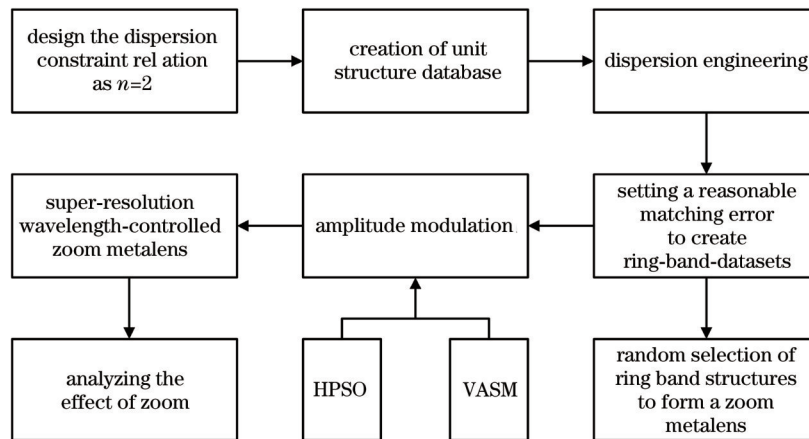 design the dispersion
constraint rel ation
as n=2
creation of unit
structure database
dispersion engineering
super-resolution
wavelength-controlled
zoom metalens
amplitude modulation
setting a reasonable
matching error
to create
ring-band-datasets
analyzing the
effect of zoom
HPSO
VASM
random selection of
ring band structures
to form a zoom
metalens